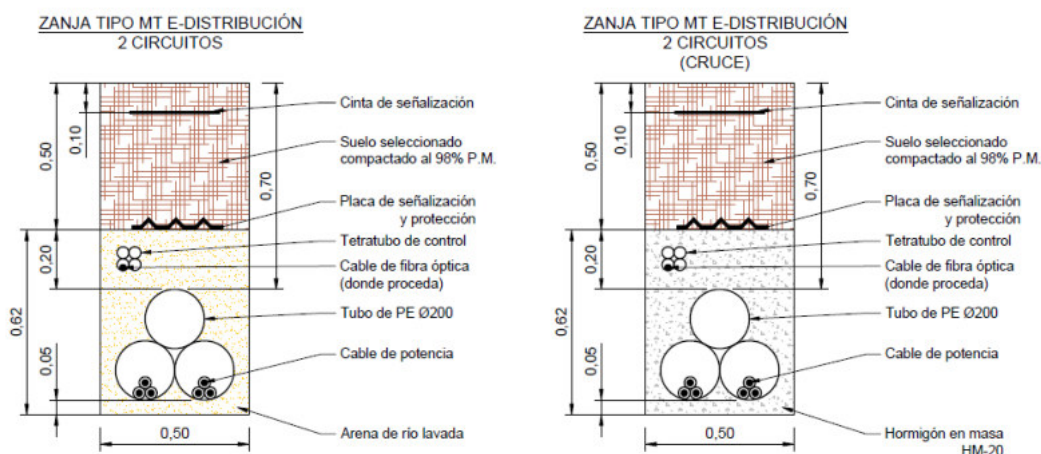 ZANJA TIPO MT E-DISTRIBUCIÓN
2 CIRCUITOS
0,10
0,50
0,70
0,20
0,62
0,05
0,50
Cinta de señalización
Suelo seleccionado
compactado al 98% P.M.
Placa de señalización
y protección
Tetratubo de control
Cable de fibra óptica
(donde proceda)
Tubo de PE Ø200
Cable de potencia
Arena de río lavada
ZANJA TIPO MT E-DISTRIBUCIÓN
2 CIRCUITOS
(CRUCE)
0,10
0,50
0,70
0,20
0,62
0,05
0,50
Cinta de señalización
Suelo seleccionado
compactado al 98% P.M.
Placa de señalización
y protección
Tetratubo de control
Cable de fibra óptica
(donde proceda)
Tubo de PE Ø200
Cable de potencia
Hormigón en masa
HM-20